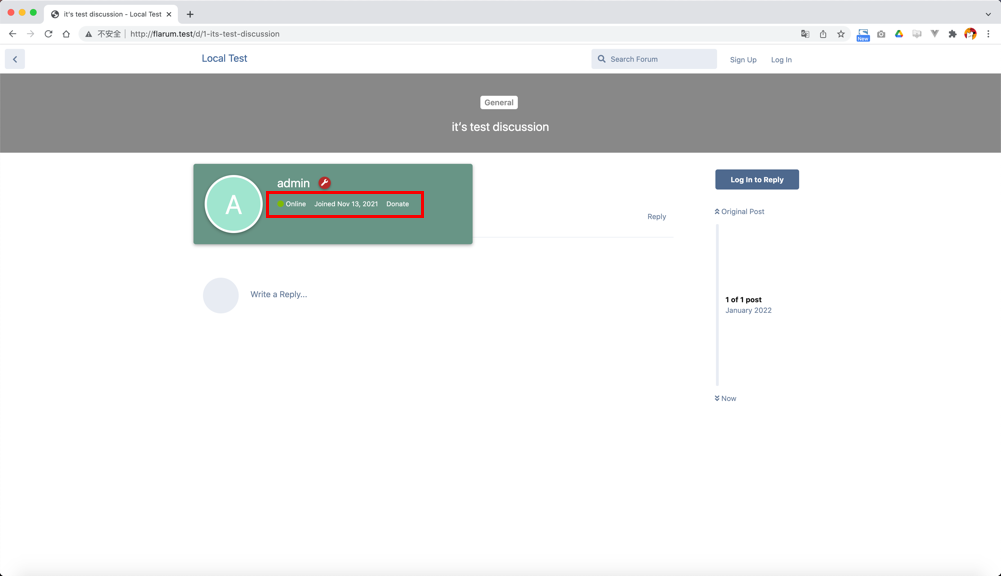 it's test discussion - Local Test
不安全 http://flarum.test/d/1-its-test-discussion
New
Local Test
Search Forum
Sign Up
Log In
General
it's test discussion
A
admin
Online Joined Nov 13, 2021 Donate
Reply
Write a Reply...
Log In to Reply
Original Post
1 of 1 post
January 2022
Now